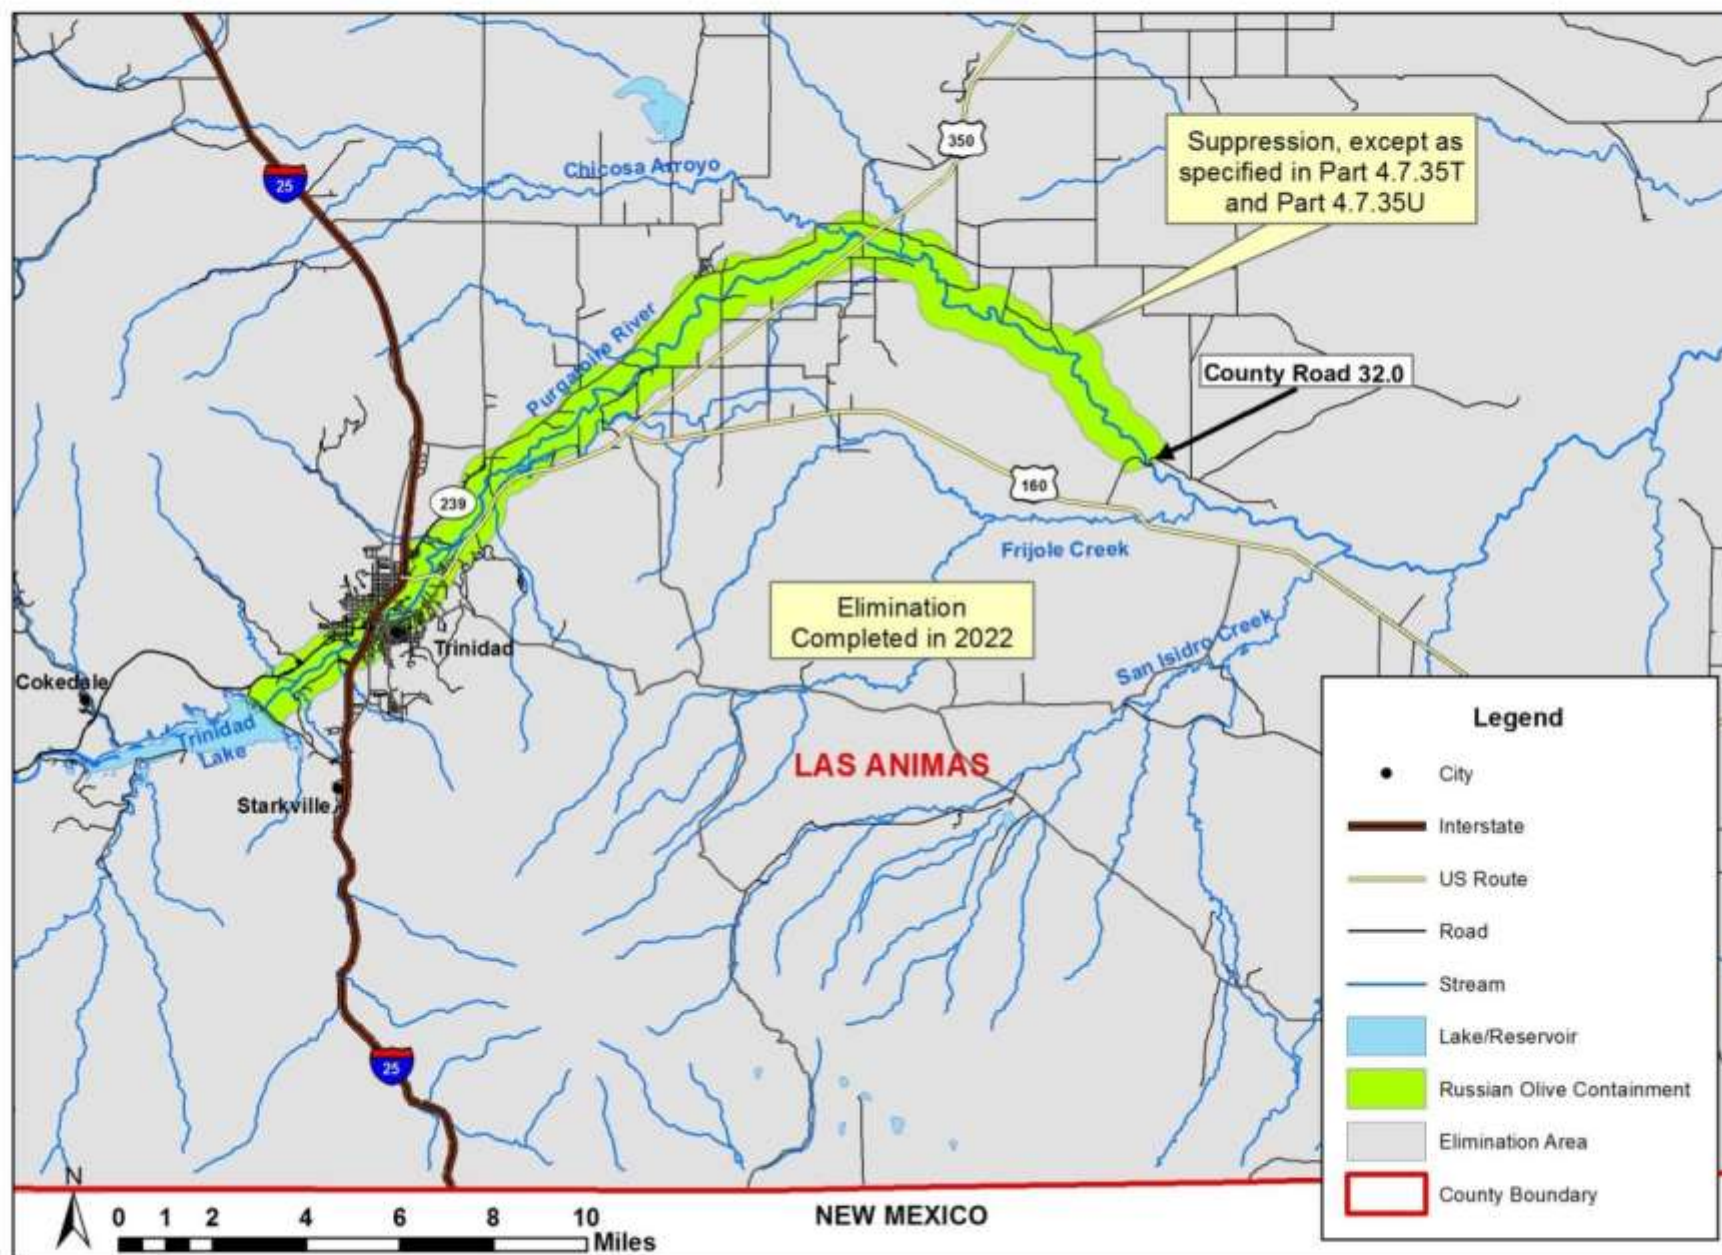 350
Suppression, except as
specified in Part 4.7.35T
and Part 4.7.35U
25
Chicosa Arroyo
Purgatoire River
County Road 32.0
239
160
Frijole Creek
Elimination
Completed in 2022
San Isidro Creek
Trinidad
Cokedale
Trinidad
Lake
LAS ANIMAS
Starkville
25
Legend
City
Interstate
US Route
Road
Stream
Lake/Reservoir
Russian Olive Containment
Elimination Area
County Boundary
N
0 1 2 4 6 8 10
Miles
NEW MEXICO